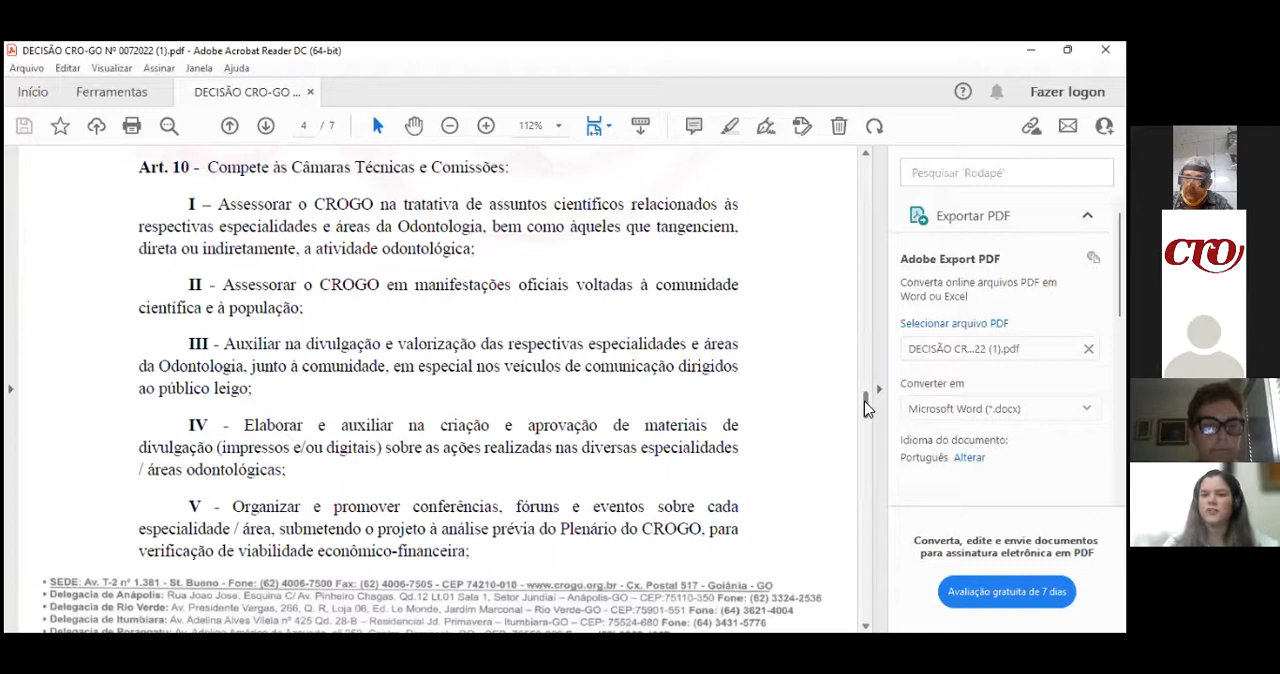 DECISÃO CRO-GO Nº 0072022 (1).pdf - Adobe Acrobat Reader DC (64-bit)
Arquivo Editar Visualizar Assinar Janela Ajuda
Início Ferramentas DECISÃO CRO-GO ... × Fazer logon
4 / 7 112%
Art. 10 - Compete às Câmaras Técnicas e Comissões:
I – Assessorar o CROGO na tratativa de assuntos científicos relacionados às
respectivas especialidades e áreas da Odontologia, bem como àqueles que tangenciem,
direta ou indiretamente, a atividade odontológica;
II - Assessorar o CROGO em manifestações oficiais voltadas à comunidade
científica e à população;
III - Auxiliar na divulgação e valorização das respectivas especialidades e áreas
da Odontologia, junto à comunidade, em especial nos veículos de comunicação dirigidos
ao público leigo;
IV - Elaborar e auxiliar na criação e aprovação de materiais de
divulgação (impressos e/ou digitais) sobre as ações realizadas nas diversas especialidades
/ áreas odontológicas;
V - Organizar e promover conferências, fóruns e eventos sobre cada
especialidade / área, submetendo o projeto à análise prévia do Plenário do CROGO, para
verificação de viabilidade econômico-financeira;
• SEDE: Av. T-2 nº 1.381 - St. Bueno - Fone: (62) 4006-7500 Fax: (62) 4006-7505 - CEP 74210-010 - www.crogo.org.br - Cx. Postal 517 - Goiânia - GO
• Delegacia de Anápolis: Rua Joao Jose, Esquina C/Av. Pinheiro Chagas. Qd.12 Lt.01 Sala 1, Setor Jundiaí - Anápolis-GO – CEP:75110-350 Fone: (62) 3324-2536
• Delegacia de Rio Verde: Av. Presidente Vargas, 266, Q. R, Loja 06, Ed. Le Monde, Jardim Marconal – Rio Verde-GO - CEP:75901-551 Fone: (64) 3621-4004
• Delegacia de Itumbiara: Av. Adelina Alves Vilela nº 425 Qd. 28-B – Residencial Jd. Primavera – Itumbiara-GO – CEP: 75524-680 Fone: (64) 3431-5776
Pesquisar 'Rodapé'
Exportar PDF
Adobe Export PDF
Converta online arquivos PDF em
Word ou Excel
Selecionar arquivo PDF
DECISÃO CR...22 (1).pdf
Converter em
Microsoft Word (*.docx)
Idioma do documento:
Português Alterar
Converta, edite e envie documentos
para assinatura eletrônica em PDF
Avaliação gratuita de 7 dias
cro